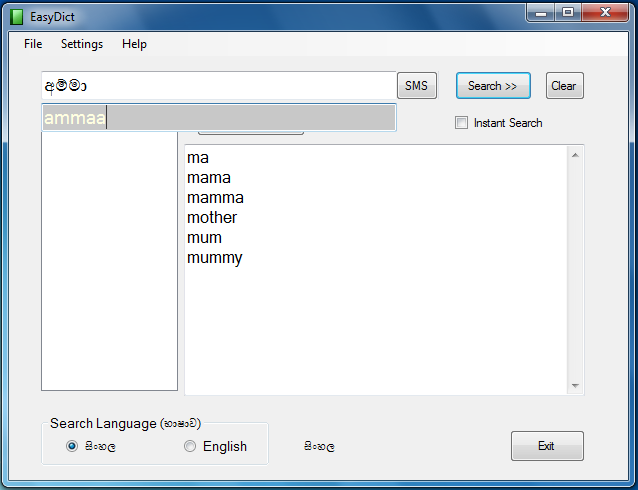 EasyDict
File Settings Help
අම්මා SMS Search >> Clear
ammaa
Instant Search
ma
mama
mamma
mother
mum
mummy
Search Language (භාෂාව)
සිංහල English සිංහල Exit